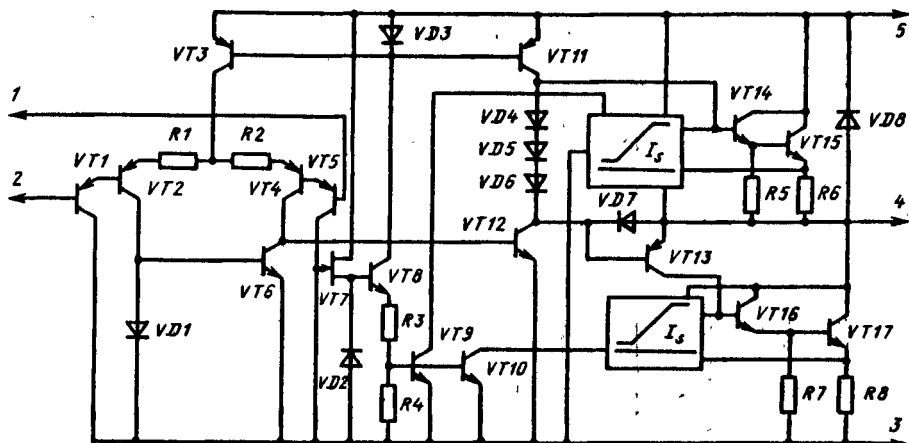 5
VD3
VT3
VT11
1
VT14
R1
R2
VD4
VD8
VT1
VT5
VD5
I_s
VT15
2
VT2
VT4
VD6
R5
R6
VD7
4
VT12
VT13
VT6
VT7
VT8
VT16
VD1
R3
VT9
I_s
VT17
VD2
R4
VT10
R7
R8
3